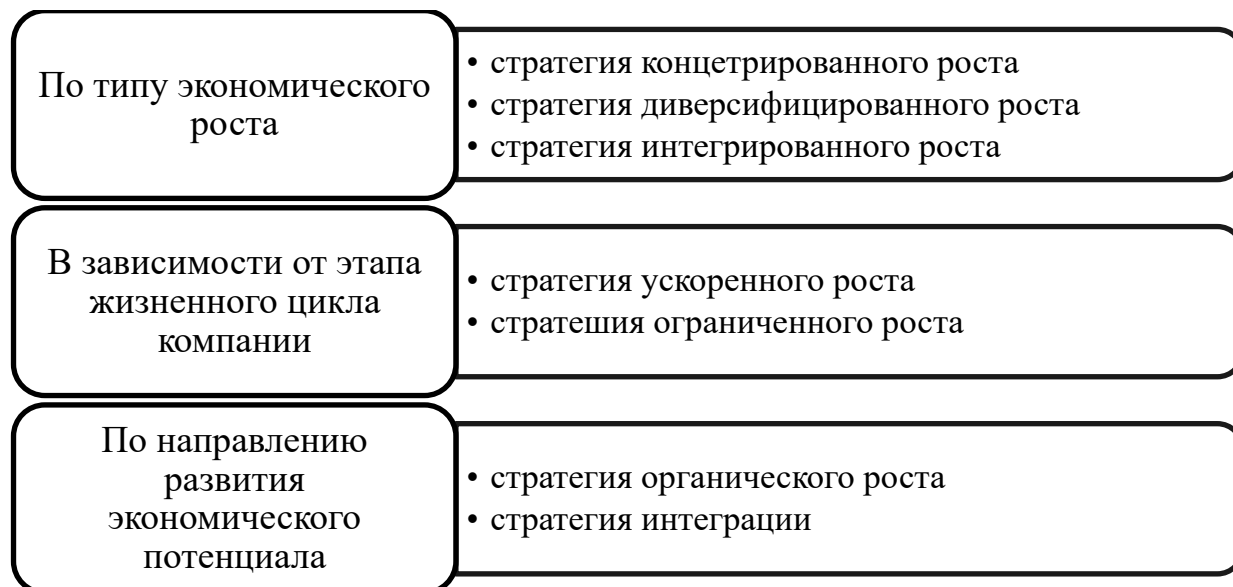 По типу экономического
роста
• стратегия концетрированного роста
• стратегия диверсифицированного роста
• стратегия интегрированного роста
В зависимости от этапа
жизненного цикла
компании
• стратегия ускоренного роста
• стратешия ограниченного роста
По направлению
развития
экономического
потенциала
• стратегия органического роста
• стратегия интеграции